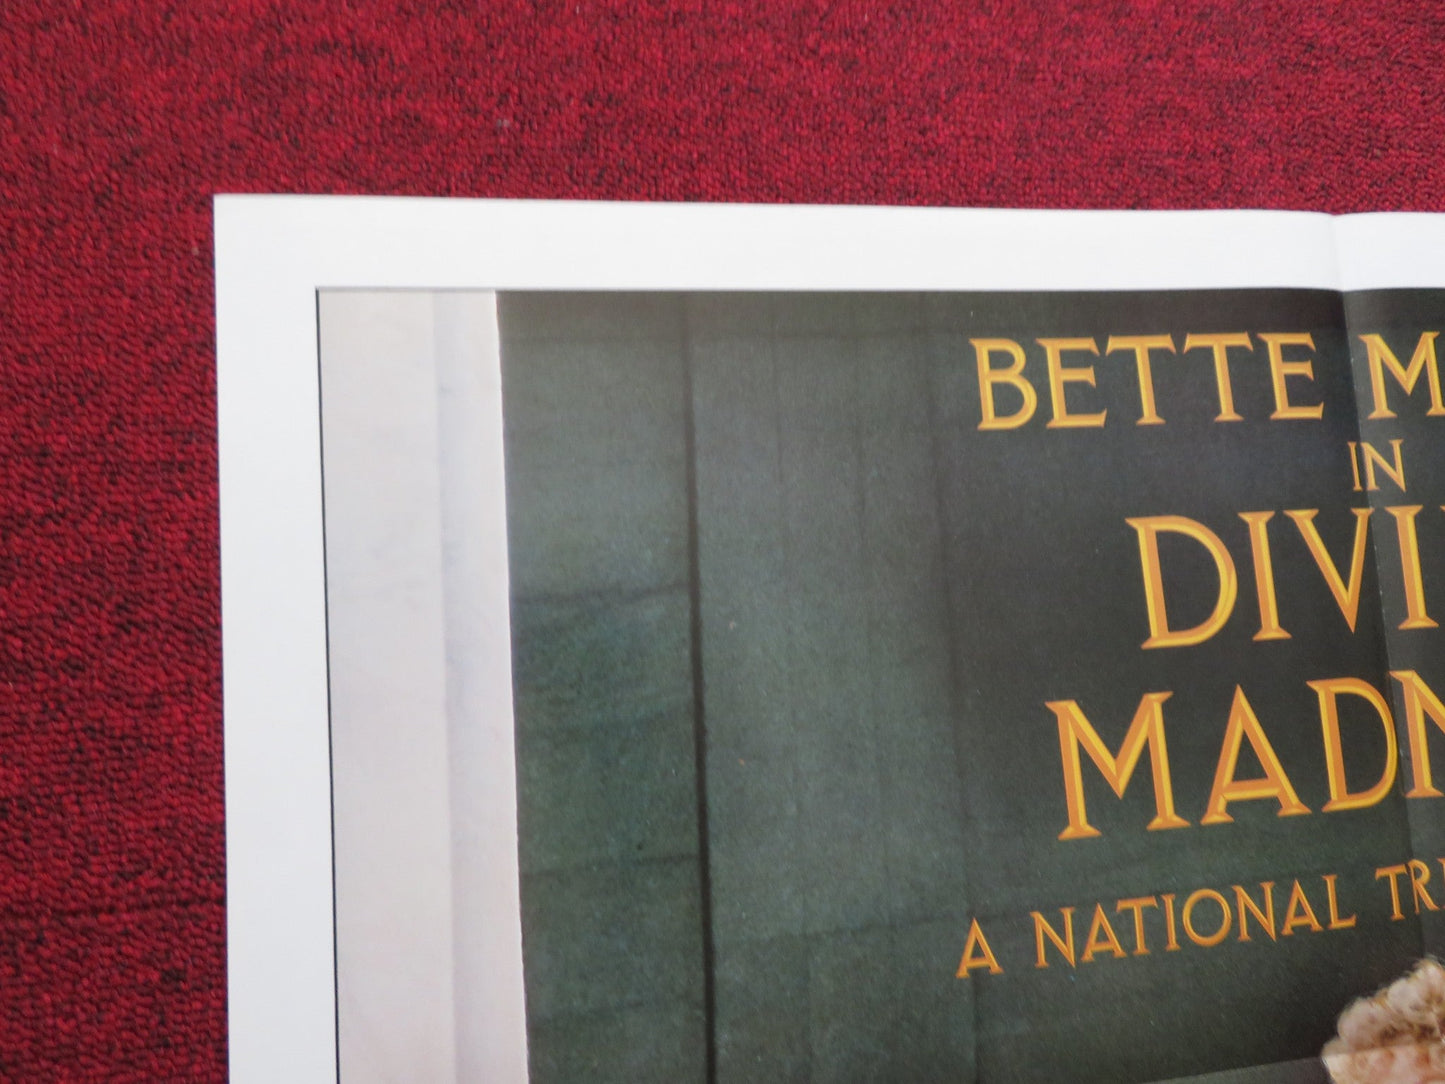 BETTE M
IN
DIVI
MADN
A NATIONAL TR